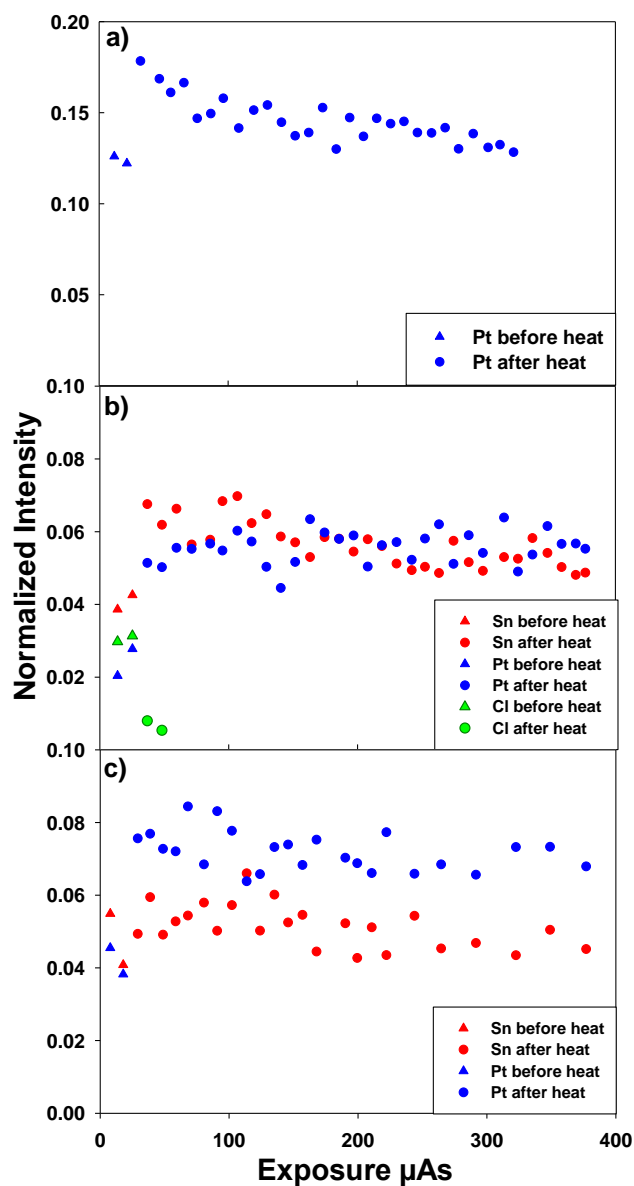 0.20
a)
0.15
0.10
0.05
Pt before heat
Pt after heat
0.10
b)
0.08
0.06
0.04
0.02
Sn before heat
Sn after heat
Pt before heat
Pt after heat
Cl before heat
Cl after heat
Normalized Intensity
0.10
c)
0.08
0.06
0.04
0.02
0.00
Sn before heat
Sn after heat
Pt before heat
Pt after heat
0 100 200 300 400
Exposure µAs